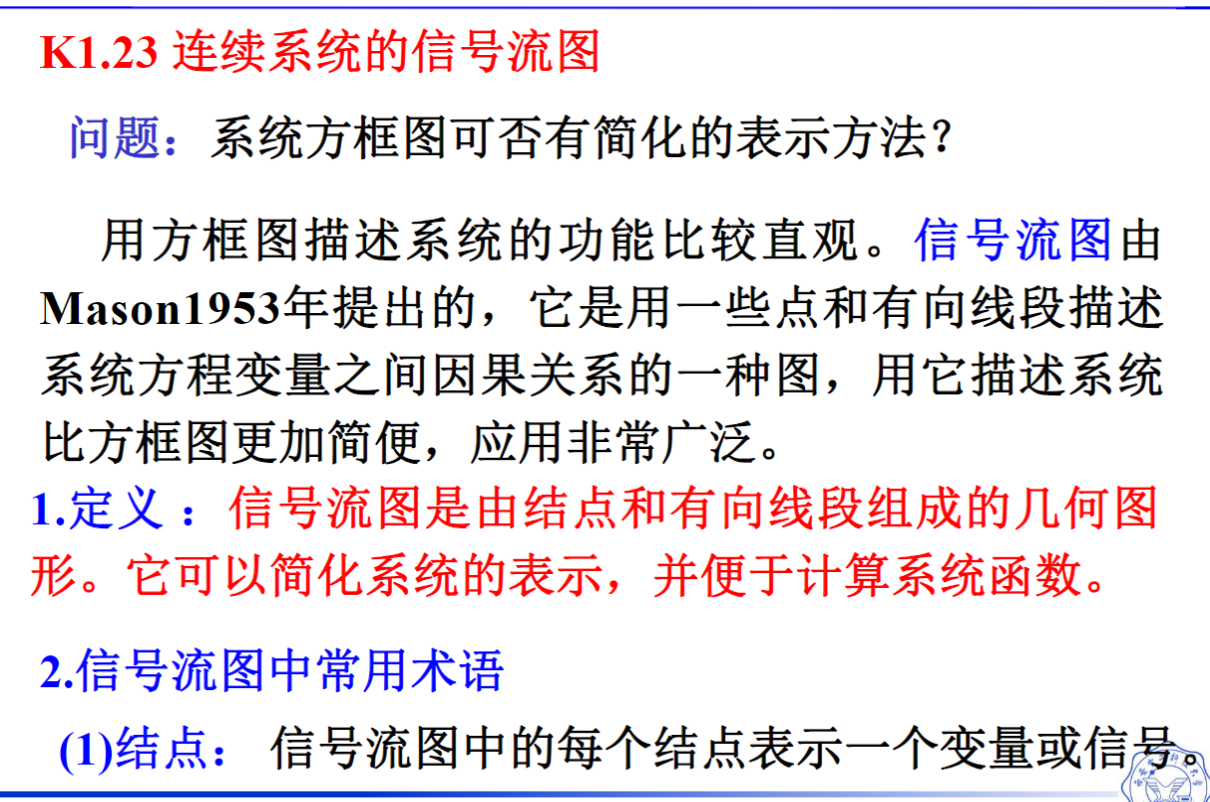 K1.23 连续系统的信号流图
问题：系统方框图可否有简化的表示方法？
用方框图描述系统的功能比较直观。信号流图由
Mason1953年提出的，它是用一些点和有向线段描述
系统方程变量之间因果关系的一种图，用它描述系统
比方框图更加简便，应用非常广泛。
1.定义：信号流图是由结点和有向线段组成的几何图
形。它可以简化系统的表示，并便于计算系统函数。
2.信号流图中常用术语
(1)结点： 信号流图中的每个结点表示一个变量或信号。